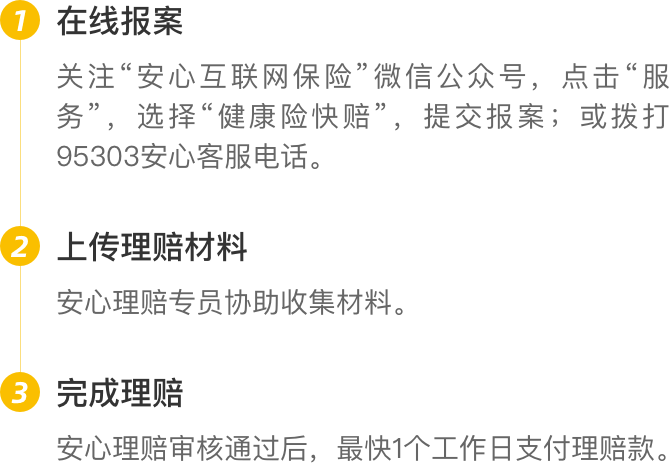 1 在线报案
关注“安心互联网保险”微信公众号，点击“服
务”，选择“健康险快赔”，提交报案；或拨打
95303安心客服电话。
2 上传理赔材料
安心理赔专员协助收集材料。
3 完成理赔
安心理赔审核通过后，最快1个工作日支付理赔款。